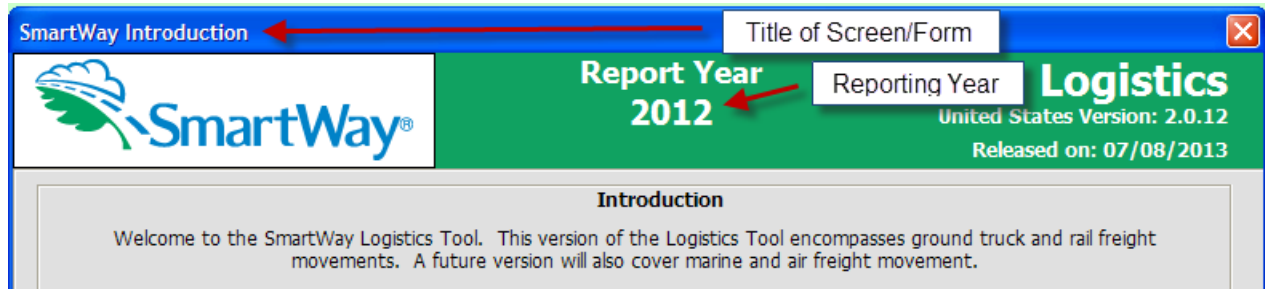 SmartWay Introduction
Title of Screen/Form
SmartWay®
Report Year
2012
Reporting Year
Logistics
United States Version: 2.0.12
Released on: 07/08/2013
Introduction
Welcome to the SmartWay Logistics Tool. This version of the Logistics Tool encompasses ground truck and rail freight
movements. A future version will also cover marine and air freight movement.